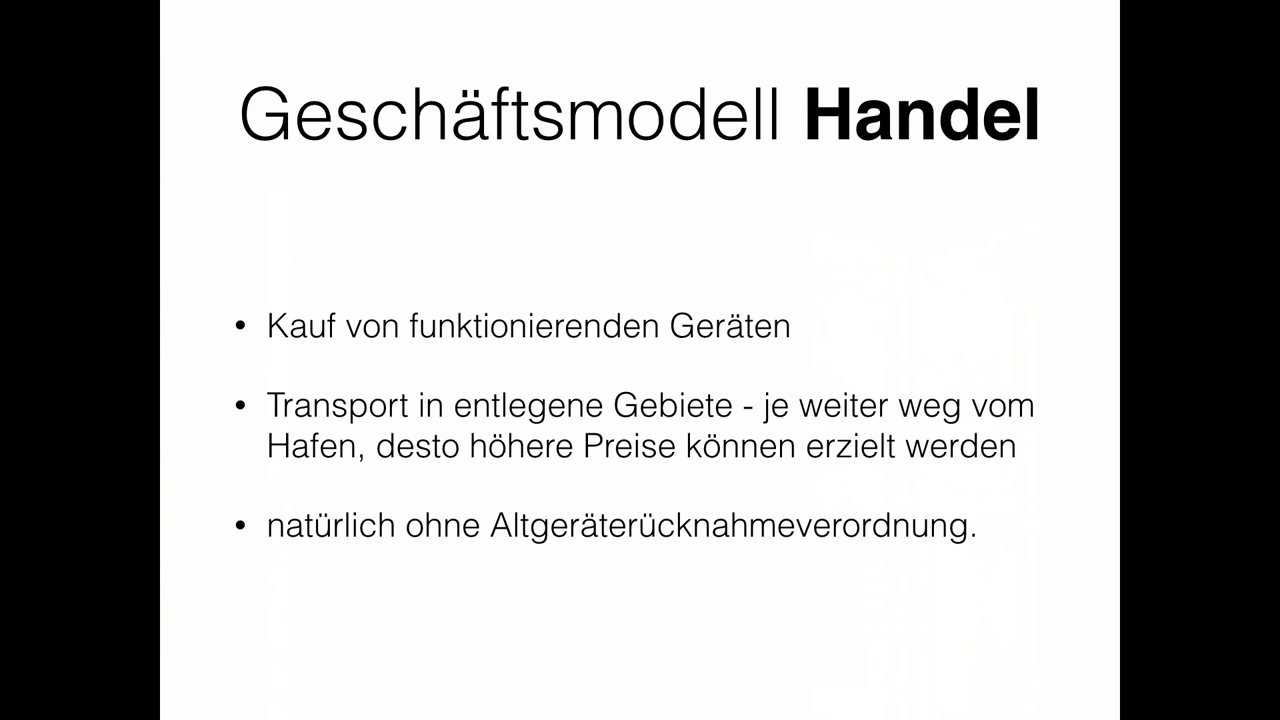 Geschäftsmodell Handel
• Kauf von funktionierenden Geräten
• Transport in entlegene Gebiete - je weiter weg vom
Hafen, desto höhere Preise können erzielt werden
• natürlich ohne Altgeräterücknahmeverordnung.